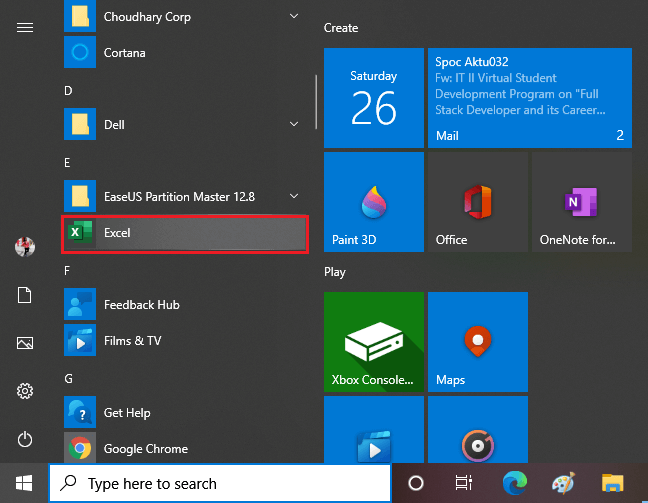 Choudhary Corp
Cortana
D
Dell
E
EaseUS Partition Master 12.8
Excel
F
Feedback Hub
Films & TV
G
Get Help
Google Chrome
Create
Saturday
26
Spoc Aktu032
Fw: IT II Virtual Student
Development Program on "Full
Stack Developer and its Career...
Mail
2
Paint 3D
Office
OneNote for...
Play
Xbox Console...
Maps
Type here to search